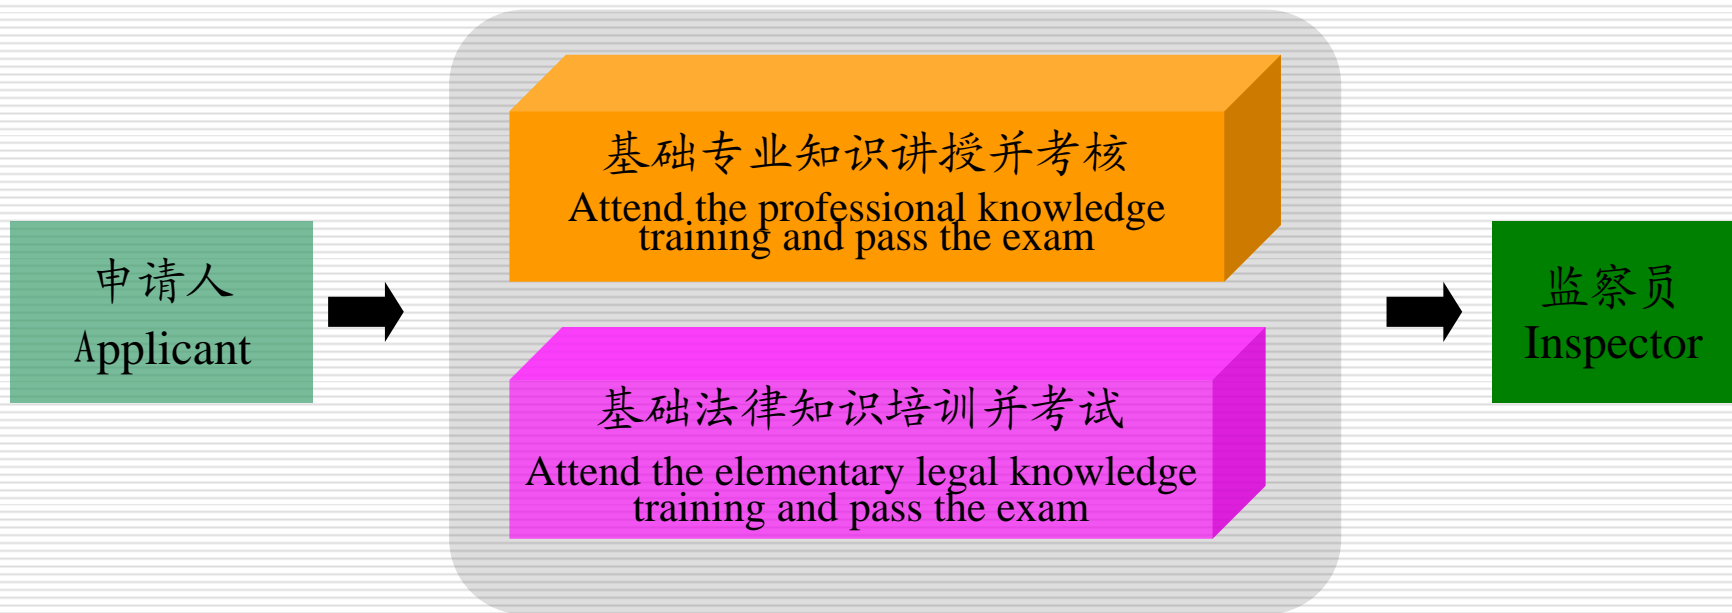 申请人
Applicant
基础专业知识讲授并考核
Attend the professional knowledge
training and pass the exam
基础法律知识培训并考试
Attend the elementary legal knowledge
training and pass the exam
监察员
Inspector